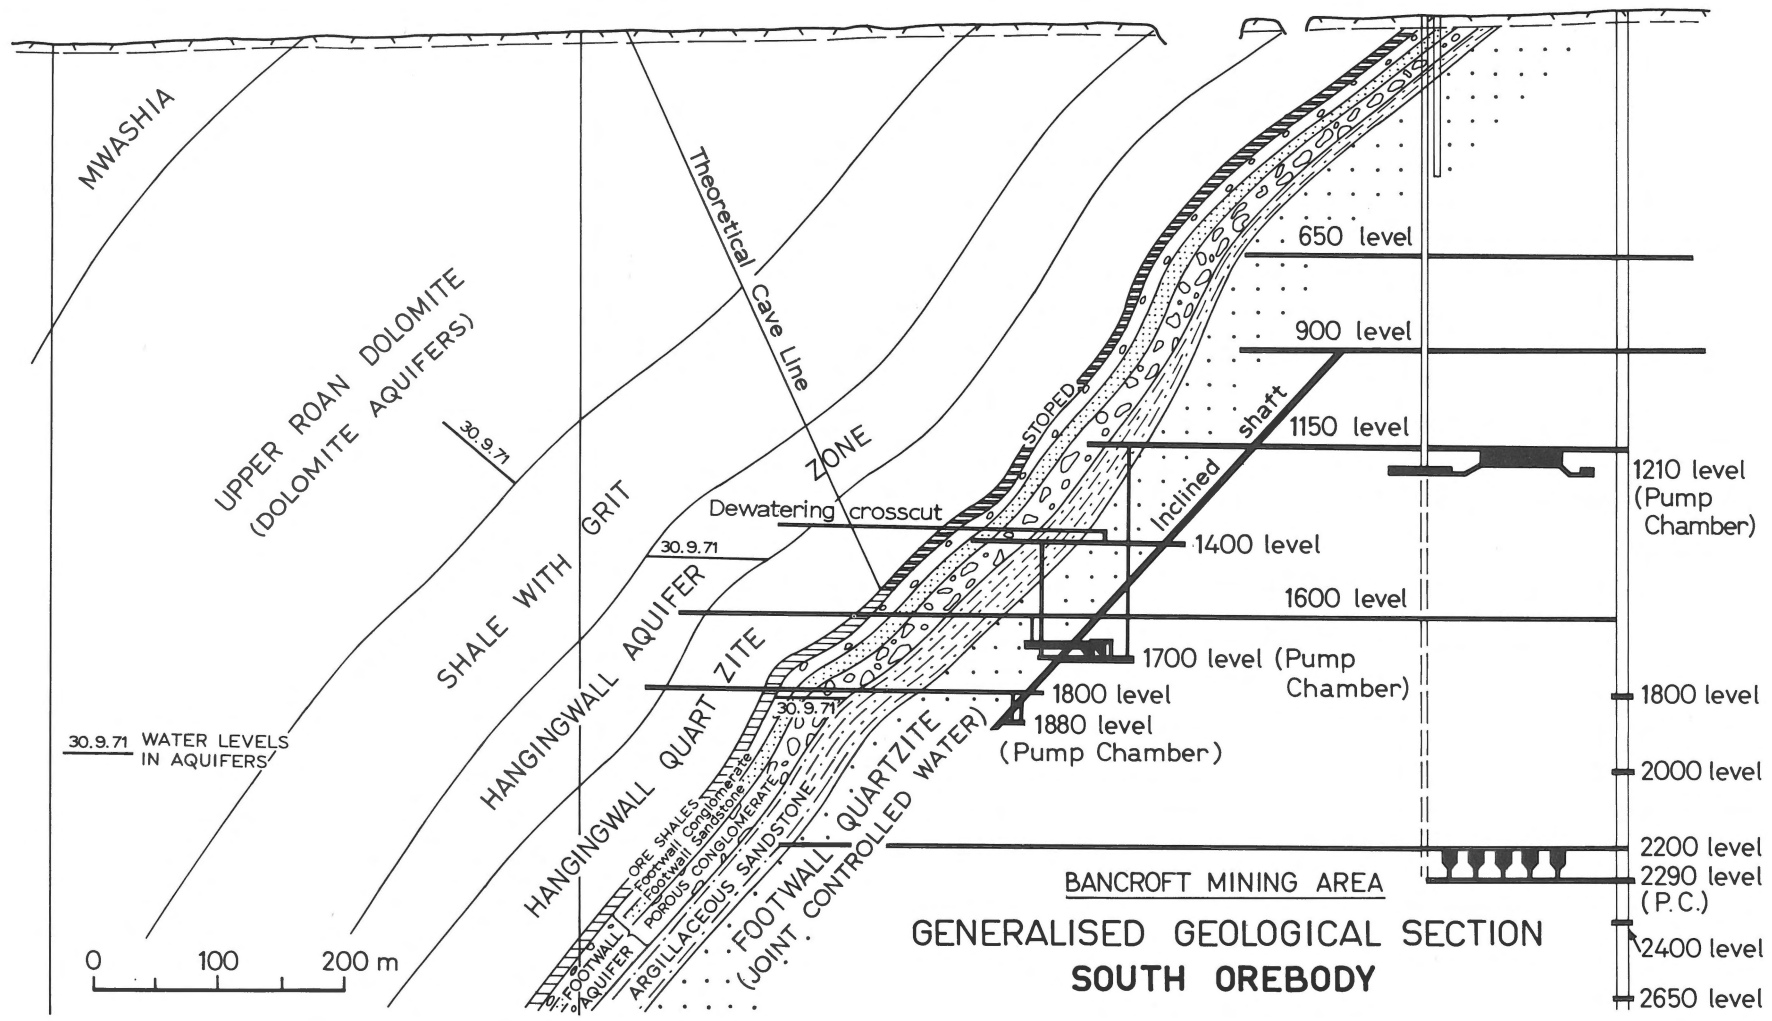 MWASHIA
Theoretical Cave Line
650 level
900 level
UPPER ROAN DOLOMITE
(DOLOMITE AQUIFERS)
30.9.71
STOPED
Inclined shaft
1150 level
1210 level
(Pump
Chamber)
SHALE WITH GRIT
ZONE
Dewatering crosscut
1400 level
30.9.71
HANGINGWALL AQUIFER
1600 level
HANGINGWALL QUARTZITE
1700 level (Pump
Chamber)
1800 level
1800 level
30.9.71
1880 level
(Pump Chamber)
30.9.71 WATER LEVELS
IN AQUIFERS
2000 level
ORE SHALES
Footwall Conglomerate
Footwall Sandstone
POROUS CONGLOMERATE
FOOTWALL
AQUIFER
ARGILLACEOUS SANDSTONE
FOOTWALL QUARTZITE
(JOINT CONTROLLED WATER)
2200 level
2290 level
(P.C.)
2400 level
2650 level
0 100 200 m
BANCROFT MINING AREA
GENERALISED GEOLOGICAL SECTION
SOUTH OREBODY